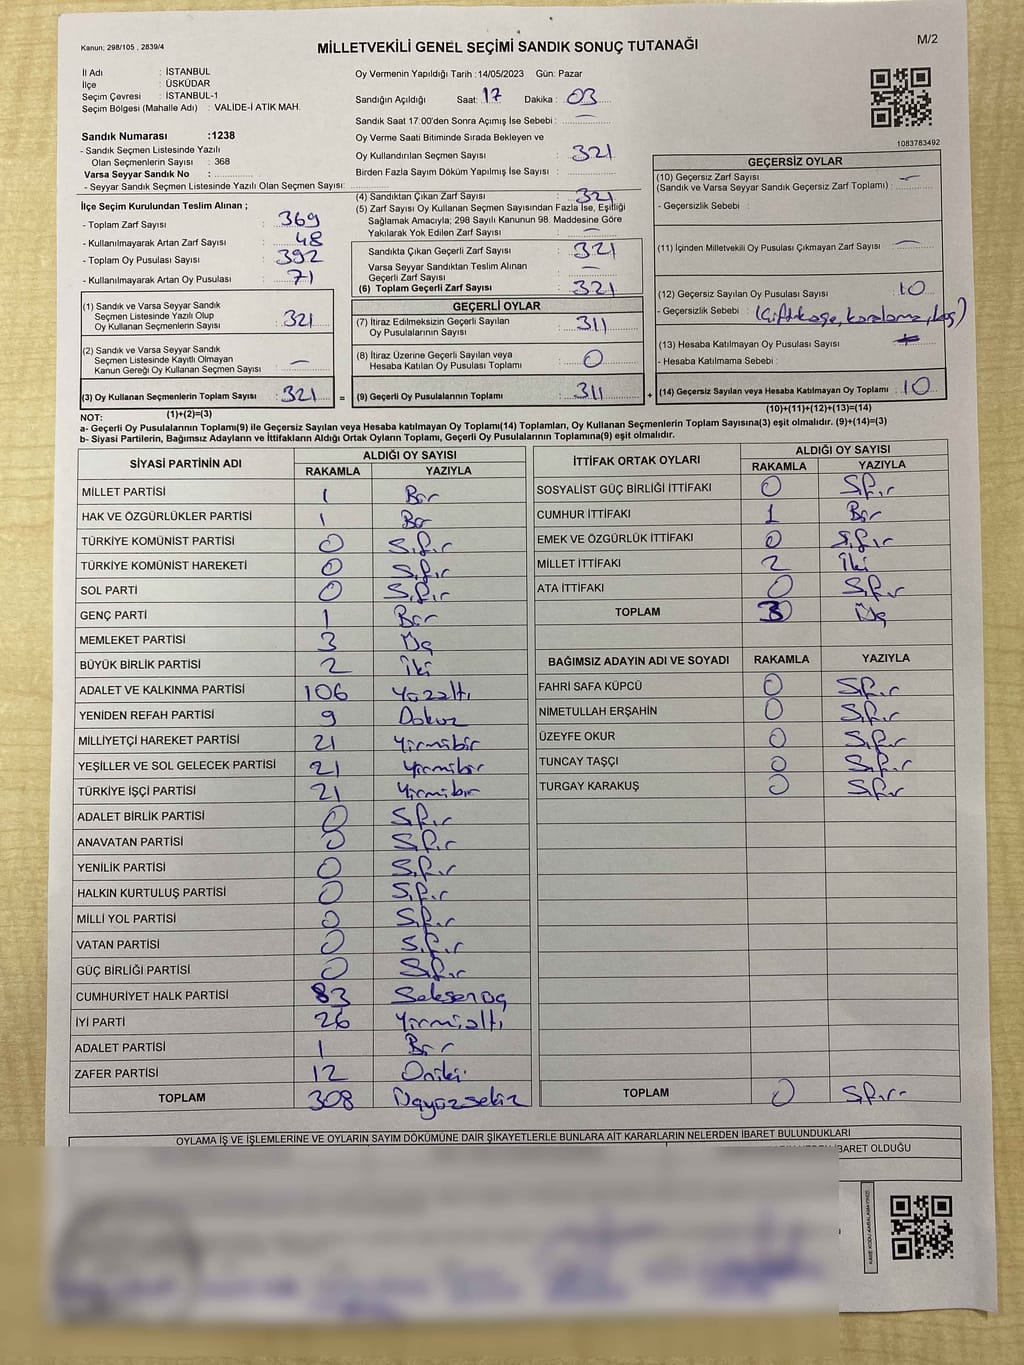 Kanun; 298/105 , 2839/4
MİLLETVEKİLİ GENEL SEÇİMİ SANDIK SONUÇ TUTANAĞI
M/2
İl Adı : İSTANBUL
İlçe : ÜSKÜDAR
Seçim Çevresi : İSTANBUL-1
Seçim Bölgesi (Mahalle Adı) : VALİDE-İ ATİK MAH.
Sandık Numarası :1238
- Sandık Seçmen Listesinde Yazılı
Olan Seçmenlerin Sayısı : 368
Varsa Seyyar Sandık No :
- Seyyar Sandık Seçmen Listesinde Yazılı Olan Seçmen Sayısı:
İlçe Seçim Kurulundan Teslim Alınan ;
- Toplam Zarf Sayısı : 369
- Kullanılmayarak Artan Zarf Sayısı : 48
- Toplam Oy Pusulası Sayısı : 392
- Kullanılmayarak Artan Oy Pusulası : 71
(1) Sandık ve Varsa Seyyar Sandık
Seçmen Listesinde Yazılı Olup
Oy Kullanan Seçmenlerin Sayısı : 321
(2) Sandık ve Varsa Seyyar Sandık
Seçmen Listesinde Kayıtlı Olmayan
Kanun Gereği Oy Kullanan Seçmen Sayısı : —
(3) Oy Kullanan Seçmenlerin Toplam Sayısı : 321
=
Oy Vermenin Yapıldığı Tarih :14/05/2023 Gün: Pazar
Sandığın Açıldığı Saat: 17 Dakika : 03
Sandık Saat 17:00'den Sonra Açımış İse Sebebi : —
Oy Verme Saati Bitiminde Sırada Bekleyen ve
Oy Kullandırılan Seçmen Sayısı : 321
Birden Fazla Sayım Döküm Yapılmış İse Sayısı :
(4) Sandıktan Çıkan Zarf Sayısı : 321
(5) Zarf Sayısı Oy Kullanan Seçmen Sayısından Fazla İse, Eşitliği
Sağlamak Amacıyla; 298 Sayılı Kanunun 98. Maddesine Göre
Yakılarak Yok Edilen Zarf Sayısı : —
Sandıkta Çıkan Geçerli Zarf Sayısı : 321
Varsa Seyyar Sandıktan Teslim Alınan
Geçerli Zarf Sayısı : —
(6) Toplam Geçerli Zarf Sayısı : 321
GEÇERLİ OYLAR
(7) İtiraz Edilmeksizin Geçerli Sayılan
Oy Pusulalarının Sayısı : 311
(8) İtiraz Üzerine Geçerli Sayılan veya
Hesaba Katılan Oy Pusulası Toplamı : 0
(9) Geçerli Oy Pusulalarının Toplamı : 311
+
1083783492
GEÇERSİZ OYLAR
(10) Geçersiz Zarf Sayısı : —
(Sandık ve Varsa Seyyar Sandık Geçersiz Zarf Toplamı)
- Geçersizlik Sebebi :
(11) İçinden Milletvekili Oy Pusulası Çıkmayan Zarf Sayısı : —
(12) Geçersiz Sayılan Oy Pusulası Sayısı : 10
- Geçersizlik Sebebi : (Çift kaşe, karalama, boş)
(13) Hesaba Katılmayan Oy Pusulası Sayısı :
- Hesaba Katılmama Sebebi :
(14) Geçersiz Sayılan veya Hesaba Katılmayan Oy Toplamı : 10
NOT: (1)+(2)=(3)
(10)+(11)+(12)+(13)=(14)
a- Geçerli Oy Pusulasının Toplamı(9) ile Geçersiz Sayılan veya Hesaba katılmayan Oy Toplamı(14) Toplamları, Oy Kullanan Seçmenlerin Toplam Sayısına(3) eşit olmalıdır. (9)+(14)=(3)
b- Siyasi Partilerin, Bağımsız Adayların ve İttifakların Aldığı Ortak Oyların Toplamı, Geçerli Oy Pusulasının Toplamına(9) eşit olmalıdır.
SİYASİ PARTİNİN ADI ALDIĞI OY SAYISI
RAKAMLA YAZIYLA
MİLLET PARTİSİ 1 Bir
HAK VE ÖZGÜRLÜKLER PARTİSİ 1 Bir
TÜRKİYE KOMÜNİST PARTİSİ 0 Sıfır
TÜRKİYE KOMÜNİST HAREKETİ 0 Sıfır
SOL PARTİ 0 Sıfır
GENÇ PARTİ 1 Bir
MEMLEKET PARTİSİ 3 Üç
BÜYÜK BİRLİK PARTİSİ 2 İki
ADALET VE KALKINMA PARTİSİ 106 Yüzaltı
YENİDEN REFAH PARTİSİ 9 Dokuz
MİLLİYETÇİ HAREKET PARTİSİ 21 Yirmibir
YEŞİLLER VE SOL GELECEK PARTİSİ 21 Yirmibir
TÜRKİYE İŞÇİ PARTİSİ 21 Yirmibir
ADALET BİRLİK PARTİSİ 0 Sıfır
ANAVATAN PARTİSİ 0 Sıfır
YENİLİK PARTİSİ 0 Sıfır
HALKIN KURTULUŞ PARTİSİ 0 Sıfır
MİLLİ YOL PARTİSİ 0 Sıfır
VATAN PARTİSİ 0 Sıfır
GÜÇ BİRLİĞİ PARTİSİ 0 Sıfır
CUMHURİYET HALK PARTİSİ 83 Seksenüç
İYİ PARTİ 26 Yirmialtı
ADALET PARTİSİ 1 Bir
ZAFER PARTİSİ 12 Oniki
TOPLAM 308 Üçyüzsekiz
İTTİFAK ORTAK OYLARI ALDIĞI OY SAYISI
RAKAMLA YAZIYLA
SOSYALİST GÜÇ BİRLİĞİ İTTİFAKI 0 Sıfır
CUMHUR İTTİFAKI 1 Bir
EMEK VE ÖZGÜRLÜK İTTİFAKI 0 Sıfır
MİLLET İTTİFAKI 2 İki
ATA İTTİFAKI 0 Sıfır
TOPLAM 3 Üç
BAĞIMSIZ ADAYIN ADI VE SOYADI RAKAMLA YAZIYLA
FAHRİ SAFA KÜPCÜ 0 Sıfır
NİMETULLAH ERŞAHİN 0 Sıfır
ÜZEYFE OKUR 0 Sıfır
TUNCAY TAŞÇI 0 Sıfır
TURGAY KARAKUŞ 0 Sıfır
TOPLAM 0 Sıfır
OYLAMA İŞ VE İŞLEMLERİNE VE OYLARIN SAYIM DÖKÜMÜNE DAİR ŞİKAYETLERLE BUNLARA AİT KARARLARIN NELERDEN İBARET BULUNDUKLARI
İBARET OLDUĞU